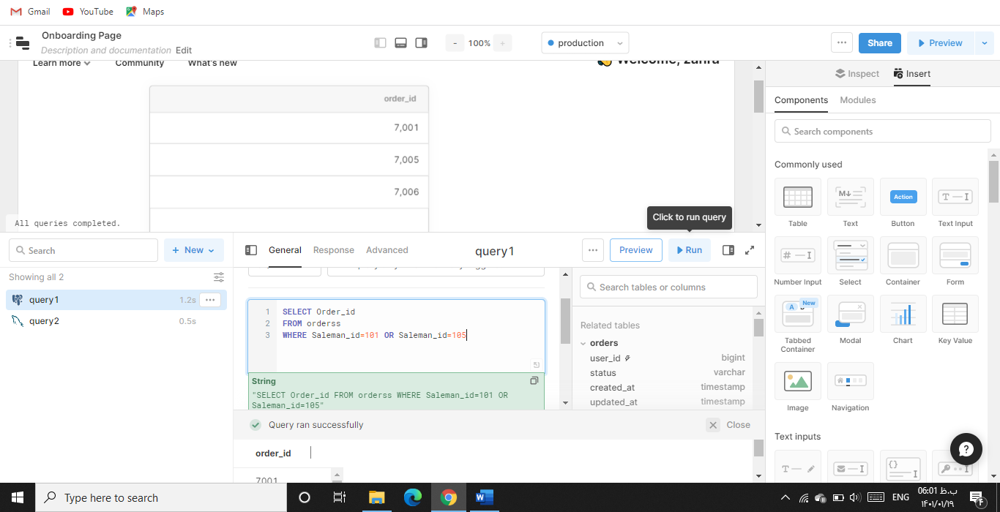 Gmail YouTube Maps
Onboarding Page
Description and documentation Edit
- 100% +
production
Share
Preview
Learn more Community What's new
Welcome, zahra
order_id
7,001
7,005
7,006
All queries completed.
Click to run query
Inspect Insert
Components Modules
Search components
Commonly used
Action
Table Text Button Text Input
Number Input Select Container Form
New
Tabbed Container Modal Chart Key Value
Image Navigation
Text inputs
Search
+ New
Showing all 2
query1 1.2s
query2 0.5s
General Response Advanced
query1
Preview
Run
1 SELECT Order_id
2 FROM orderss
3 WHERE Saleman_id=101 OR Saleman_id=105
String
"SELECT Order_id FROM orderss WHERE Saleman_id=101 OR
Saleman_id=105"
Search tables or columns
Related tables
orders
user_id bigint
status varchar
created_at timestamp
updated_at timestamp
Query ran successfully
Close
order_id
7001
Type here to search
ENG
06:01 ب.ظ
۱۴۰۱/۰۱/۱۹